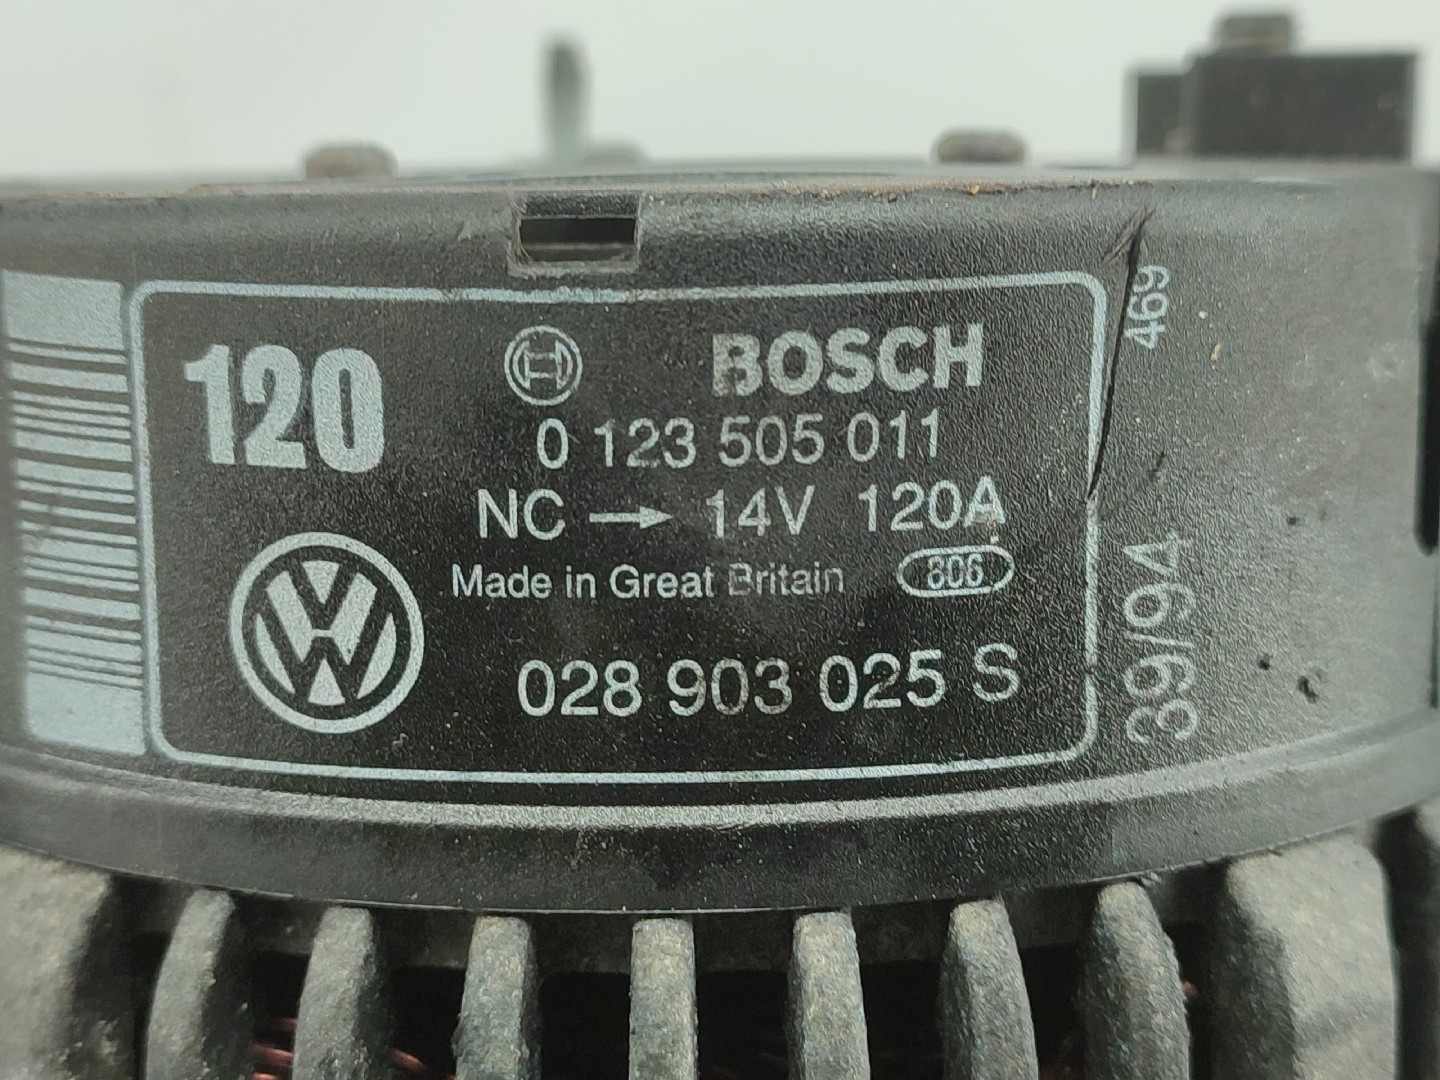 120
BOSCH
0 123 505 011
NC → 14V 120A
Made in Great Britain 806
028 903 025 S
469
39/94